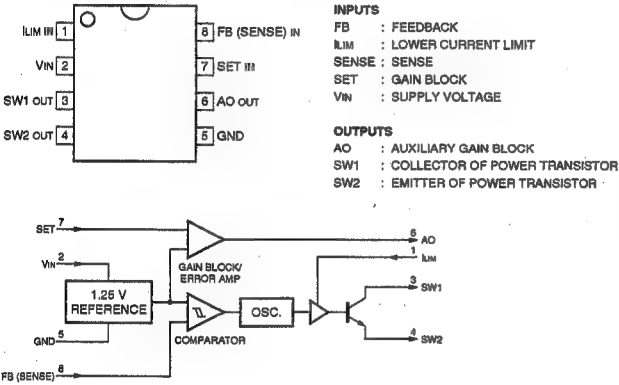 ILIM IN 1
VIN 2
SW1 OUT 3
SW2 OUT 4
8 FB (SENSE) IN
7 SET IN
6 AO OUT
5 GND
INPUTS
FB : FEEDBACK
ILIM : LOWER CURRENT LIMIT
SENSE : SENSE
SET : GAIN BLOCK
VIN : SUPPLY VOLTAGE
OUTPUTS
AO : AUXILIARY GAIN BLOCK
SW1 : COLLECTOR OF POWER TRANSISTOR
SW2 : EMITTER OF POWER TRANSISTOR
SET 7
6 AO
1 ILIM
VIN 2
GAIN BLOCK/
ERROR AMP
1.25 V
REFERENCE
OSC.
3 SW1
GND 5
COMPARATOR
4 SW2
FB (SENSE) 8